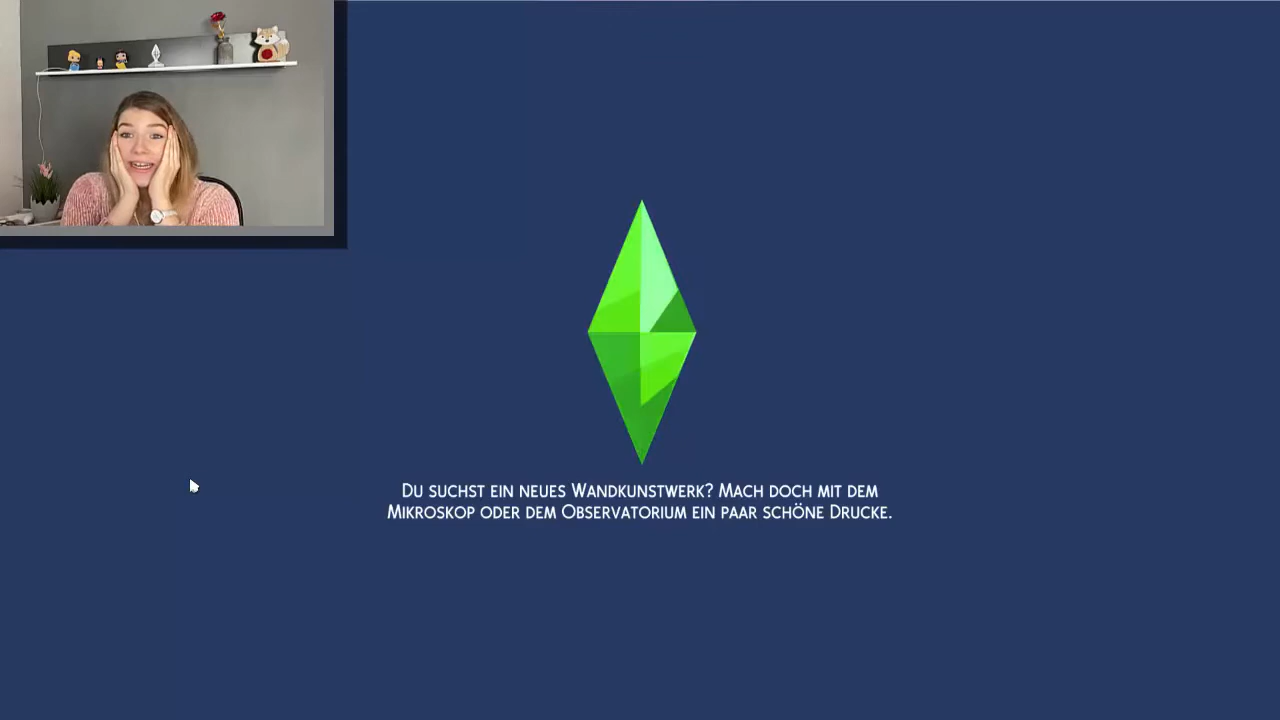 Du suchst ein neues Wandkunstwerk? Mach doch mit dem
Mikroskop oder dem Observatorium ein paar schöne Drucke.